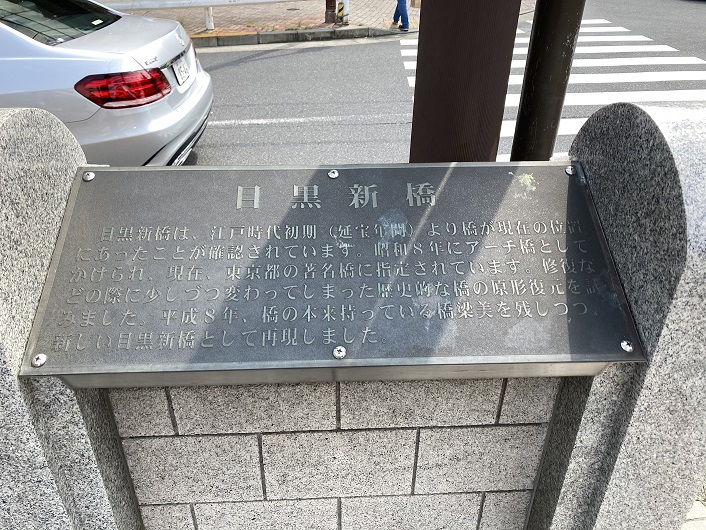 目黒新橋
目黒新橋は、江戸時代初期（延宝年間）より橋が現在の位置
にあったことが確認されています。昭和8年にアーチ橋として
かけられ、現在、東京都の著名橋に指定されています。修復な
どの際に少しづつ変わってしまった歴史的な橋の原形復元を試
みました。平成8年、橋の本来持っている橋梁美を残しつつ、
新しい目黒新橋として再現しました。